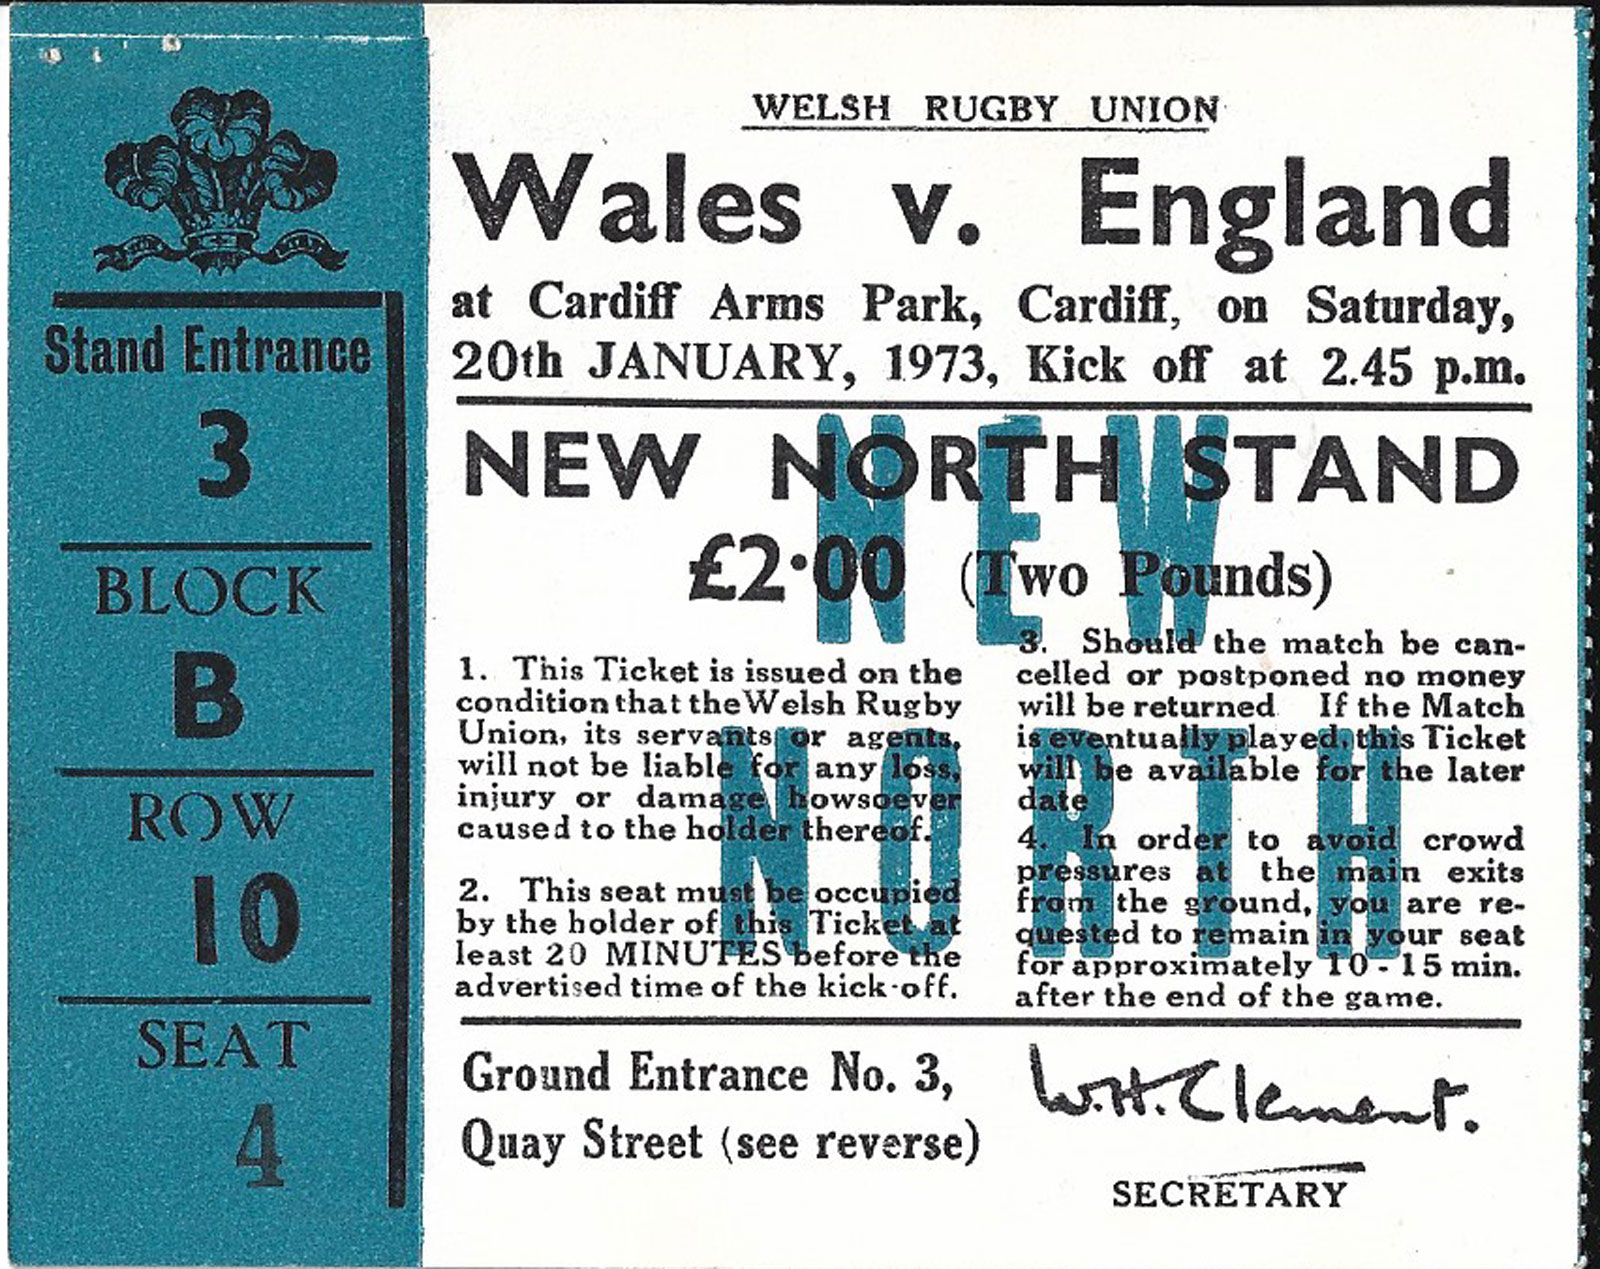 WELSH RUGBY UNION
Wales v. England
at Cardiff Arms Park, Cardiff, on Saturday,
20th JANUARY, 1973, Kick off at 2.45 p.m.
NEW NORTH STAND
£2·00 (Two Pounds)
NEW
NORTH
1. This Ticket is issued on the
condition that the Welsh Rugby
Union, its servants or agents,
will not be liable for any loss,
injury or damage howsoever
caused to the holder thereof.
2. This seat must be occupied
by the holder of this Ticket at
least 20 MINUTES before the
advertised time of the kick-off.
3. Should the match be can-
celled or postponed no money
will be returned If the Match
is eventually played, this Ticket
will be available for the later
date
4. In order to avoid crowd
pressures at the main exits
from the ground, you are re-
quested to remain in your seat
for approximately 10 - 15 min.
after the end of the game.
Ground Entrance No. 3,
Quay Street (see reverse)
W.H. Clement.
SECRETARY
Stand Entrance
3
BLOCK
B
ROW
10
SEAT
4